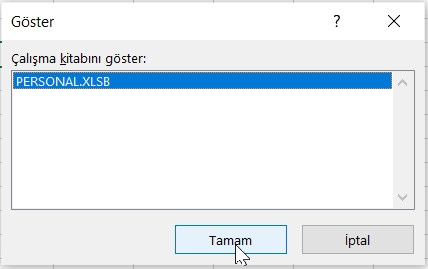 Göster
Çalışma kitabını göster:
PERSONAL.XLSB
Tamam
İptal